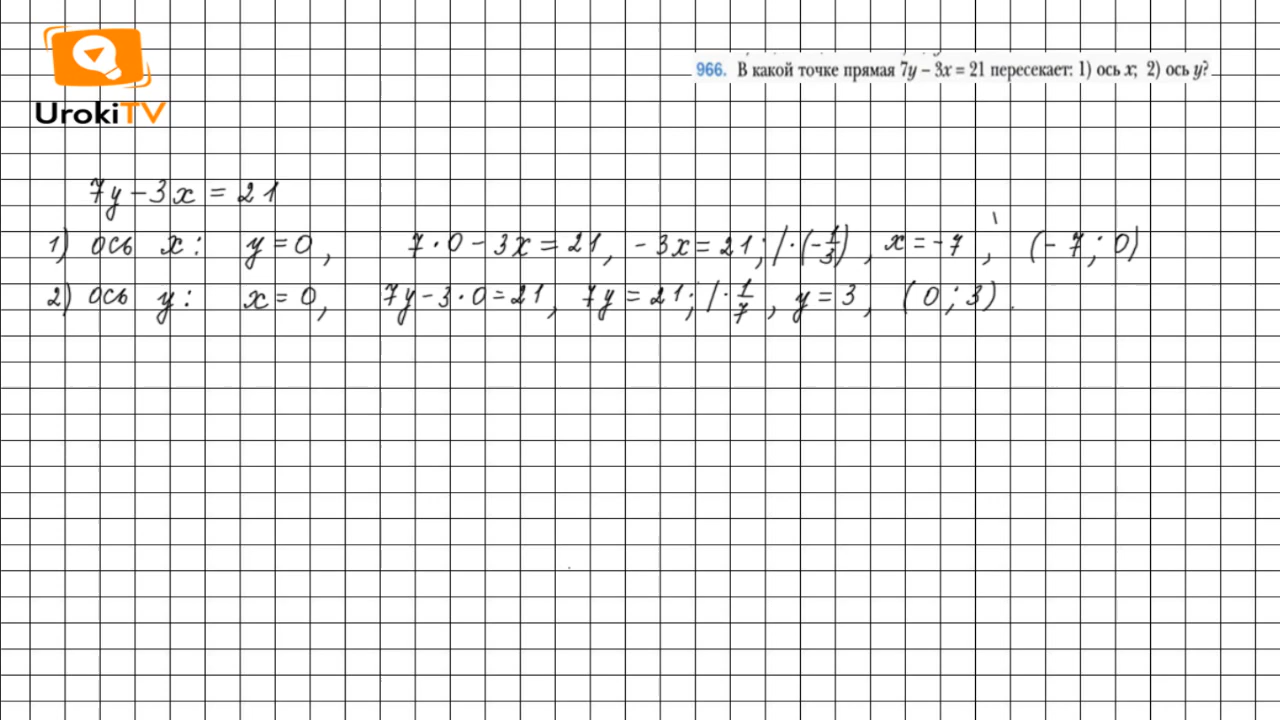 UrokiTV
966. В какой точке прямая 7y – 3x = 21 пересекает: 1) ось x; 2) ось y?
7y – 3x = 21
1) ось x: y = 0, 7 · 0 – 3x = 21, – 3x = 21; / · (–1/3), x = –7, (– 7 ; 0)
2) ось y: x = 0, 7y – 3 · 0 = 21, 7y = 21; / · 1/7, y = 3, (0 ; 3).